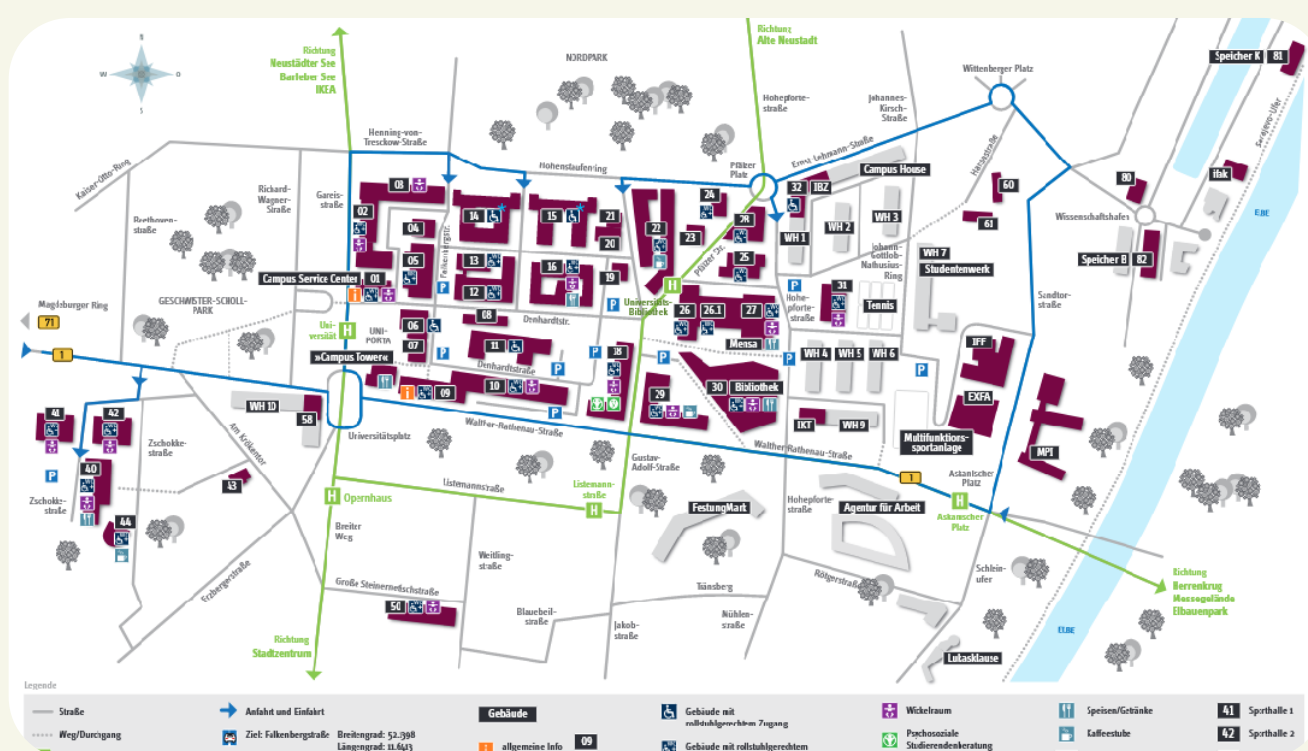 N
W
O
S
Richtung
Neustädter See
Barleber See
IKEA
NORDPARK
Richtung
Alte Neustadt
Hohepforte-
straße
Johannes-
Kirsch-
Straße
Wittenberger Platz
Speicher K 81
Sarajevo-Ufer
ELBE
Kaiser-Otto-Ring
Henning-von-
Tresckow-Straße
Hohenstaufenring
Pfälzer
Platz
Ernst-Lehmann-Straße
Campus House
Hansastraße
ifak
80
60
61
Wissenschaftshafen
Speicher B 82
Beethoven-
straße
Richard-
Wagner-
Straße
Gareis-
straße
03
02
04
05
Falkenbergstr.
14
15
21
20
22
24
23
28
25
32
IBZ
WH 1
WH 2
WH 3
WH 7
Studentenwerk
Johann-
Gottlob-
Nathusius-
Ring
13
12
16
19
Pfälzer Str.
Campus Service Center 01
GESCHWISTER-SCHOLL-
PARK
Magdeburger Ring
71
1
Uni-
versität
UNI-
PORTA
06
07
08
11
Denhardtstr.
Denhardtstraße
18
Universitäts-
Bibliothek
26
26.1
27
Mensa
Hohe-
pforte-
straße
31
Tennis
Sandtor-
straße
»Campus Tower«
09
10
29
30 Bibliothek
WH 4
WH 5
WH 6
IFF
EXFA
MPI
WH 10
58
Universitätsplatz
Walther-Rathenau-Straße
IKT
WH 9
Walther-Rathenau-Straße
Multifunktions-
sportanlage
41
42
40
44
43
Zschokke-
straße
Zschokke-
straße
Am Krökentor
Opernhaus
Listemannstraße
Listemann-
straße
Gustav-
Adolf-Straße
1
Askanischer
Platz
Askanischer
Platz
Hohepforte-
straße
Agentur für Arbeit
FestungMark
Breiter
Weg
Erzbergerstraße
Weitling-
straße
Große Steinernetischstraße
50
Blauebeil-
straße
Jakob-
straße
Tränsberg
Mühlen-
straße
Rötgerstraße
Schlein-
ufer
Lukasklause
ELBE
Richtung
Herrenkrug
Messegelände
Elbauenpark
Richtung
Stadtzentrum
Legende
Straße
Anfahrt und Einfahrt
Gebäude
Gebäude mit
rollstuhlgerechtem Zugang
Wickelraum
Speisen/Getränke
41 Sporthalle 1
Weg/Durchgang
Ziel: Falkenbergstraße Breitengrad: 52.1398
Längengrad: 11.6413
allgemeine Info 09
Gebäude mit rollstuhlgerechtem
Psychosoziale
Studierendenberatung
Kaffeestube
42 Sporthalle 2